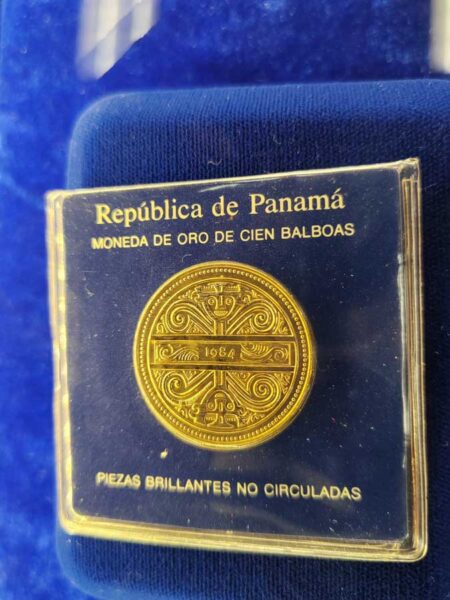 República de Panamá
MONEDA DE ORO DE CIEN BALBOAS
1984
PIEZAS BRILLANTES NO CIRCULADAS